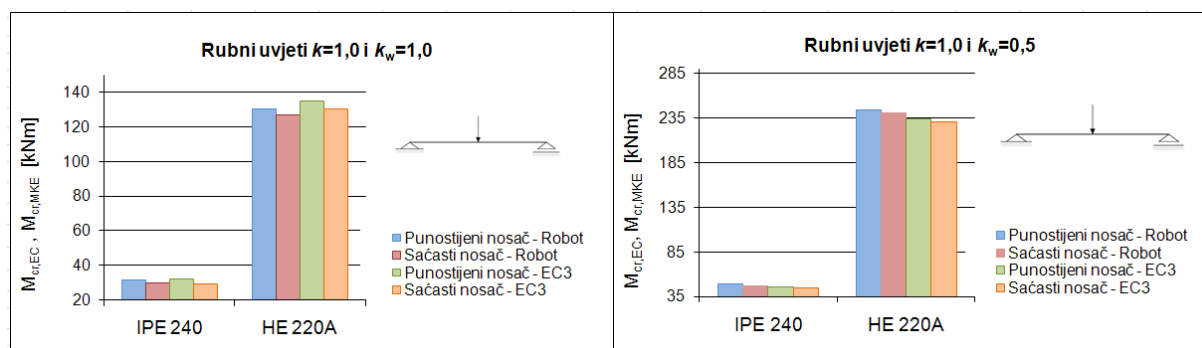 Rubni uvjeti k=1,0 i kw=1,0
Mcr,EC , Mcr,MKE [kNm]
140
120
100
80
60
40
20
IPE 240
HE 220A
Punostijeni nosač - Robot
Saćasti nosač - Robot
Punostijeni nosač - EC3
Saćasti nosač - EC3
Rubni uvjeti k=1,0 i kw=0,5
Mcr,EC, Mcr,MKE [kNm]
285
235
185
135
85
35
IPE 240
HE 220A
Punostijeni nosač - Robot
Saćasti nosač - Robot
Punostijeni nosač - EC3
Saćasti nosač - EC3